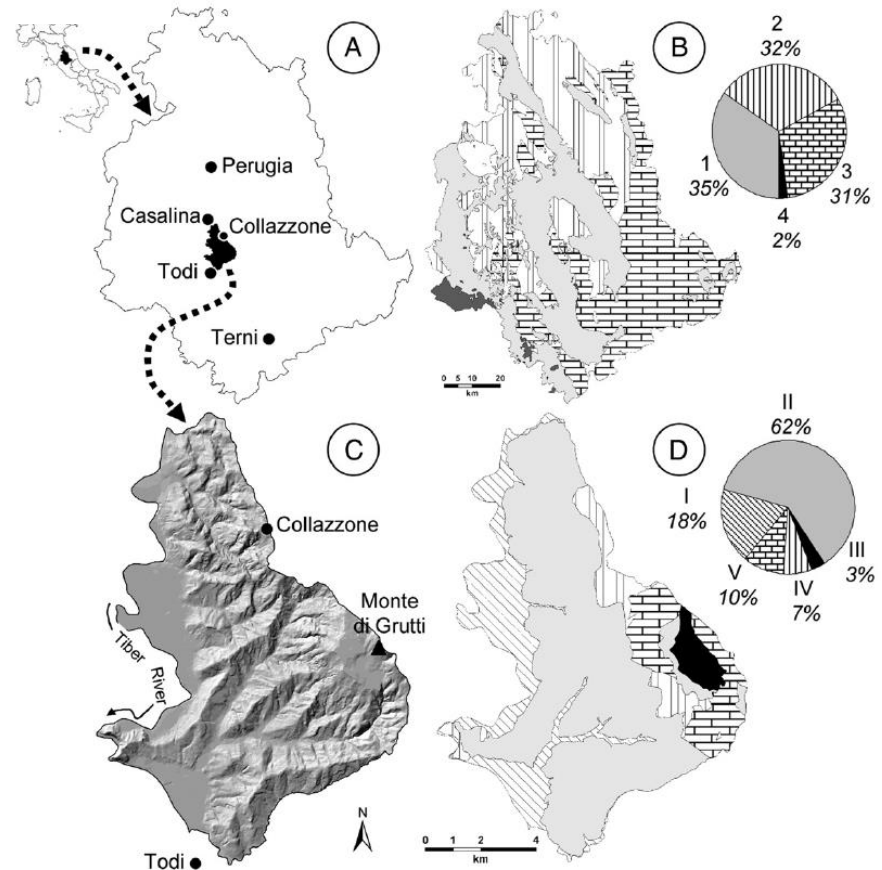 A
Perugia
Casalina
Collazzone
Todi
Terni
B
2
32%
1
35%
3
31%
4
2%
0 5 10 20
km
C
Collazzone
Monte
di Grutti
Tiber
River
N
Todi
D
II
62%
I
18%
III
3%
V
10%
IV
7%
0 1 2 4
km